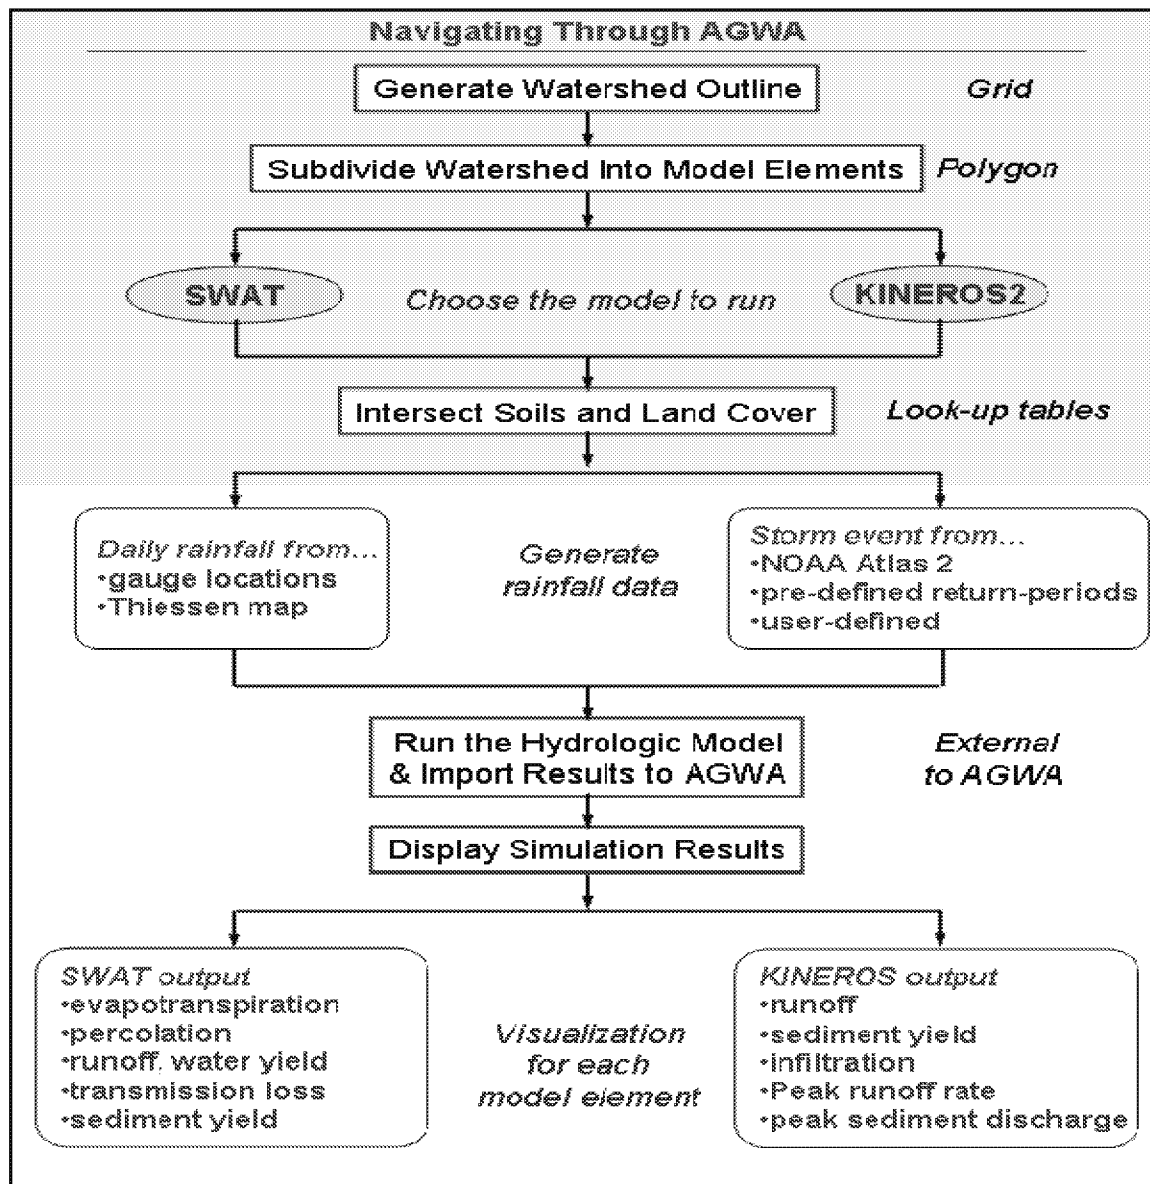 Navigating Through AGWA
Generate Watershed Outline
Grid
Subdivide Watershed Into Model Elements
Polygon
SWAT
Choose the model to run
KINEROS2
Intersect Soils and Land Cover
Look-up tables
Daily rainfall from...
•gauge locations
•Thiessen map
Generate
rainfall data
Storm event from...
•NOAA Atlas 2
•pre-defined return-periods
•user-defined
Run the Hydrologic Model
& Import Results to AGWA
External
to AGWA
Display Simulation Results
SWAT output
•evapotranspiration
•percolation
•runoff, water yield
•transmission loss
•sediment yield
Visualization
for each
model element
KINEROS output
•runoff
•sediment yield
•infiltration
•Peak runoff rate
•peak sediment discharge